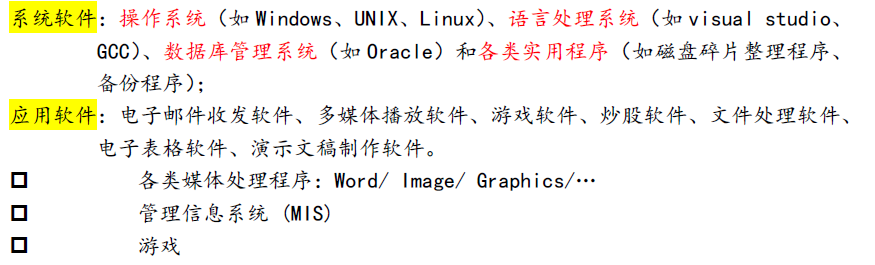 系统软件：操作系统（如Windows、UNIX、Linux）、语言处理系统（如visual studio、
GCC）、数据库管理系统（如Oracle）和各类实用程序（如磁盘碎片整理程序、
备份程序）；
应用软件：电子邮件收发软件、多媒体播放软件、游戏软件、炒股软件、文件处理软件、
电子表格软件、演示文稿制作软件。
□ 各类媒体处理程序：Word/ Image/ Graphics/…
□ 管理信息系统 (MIS)
□ 游戏